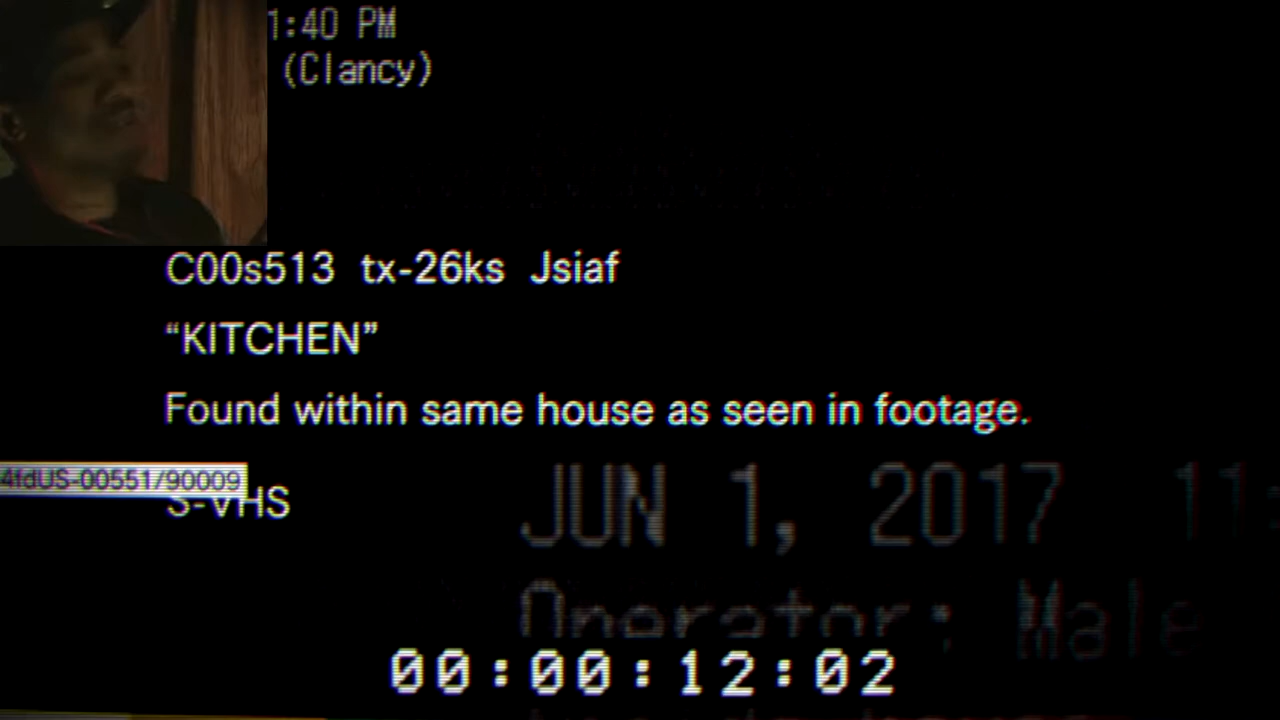 1:40 PM
(Clancy)
C00s513 tx-26ks Jsiaf
“KITCHEN”
Found within same house as seen in footage.
4fdUS-00551/90009
S-VHS
JUN 1, 2017 11:
Operator: Male
00:00:12:02